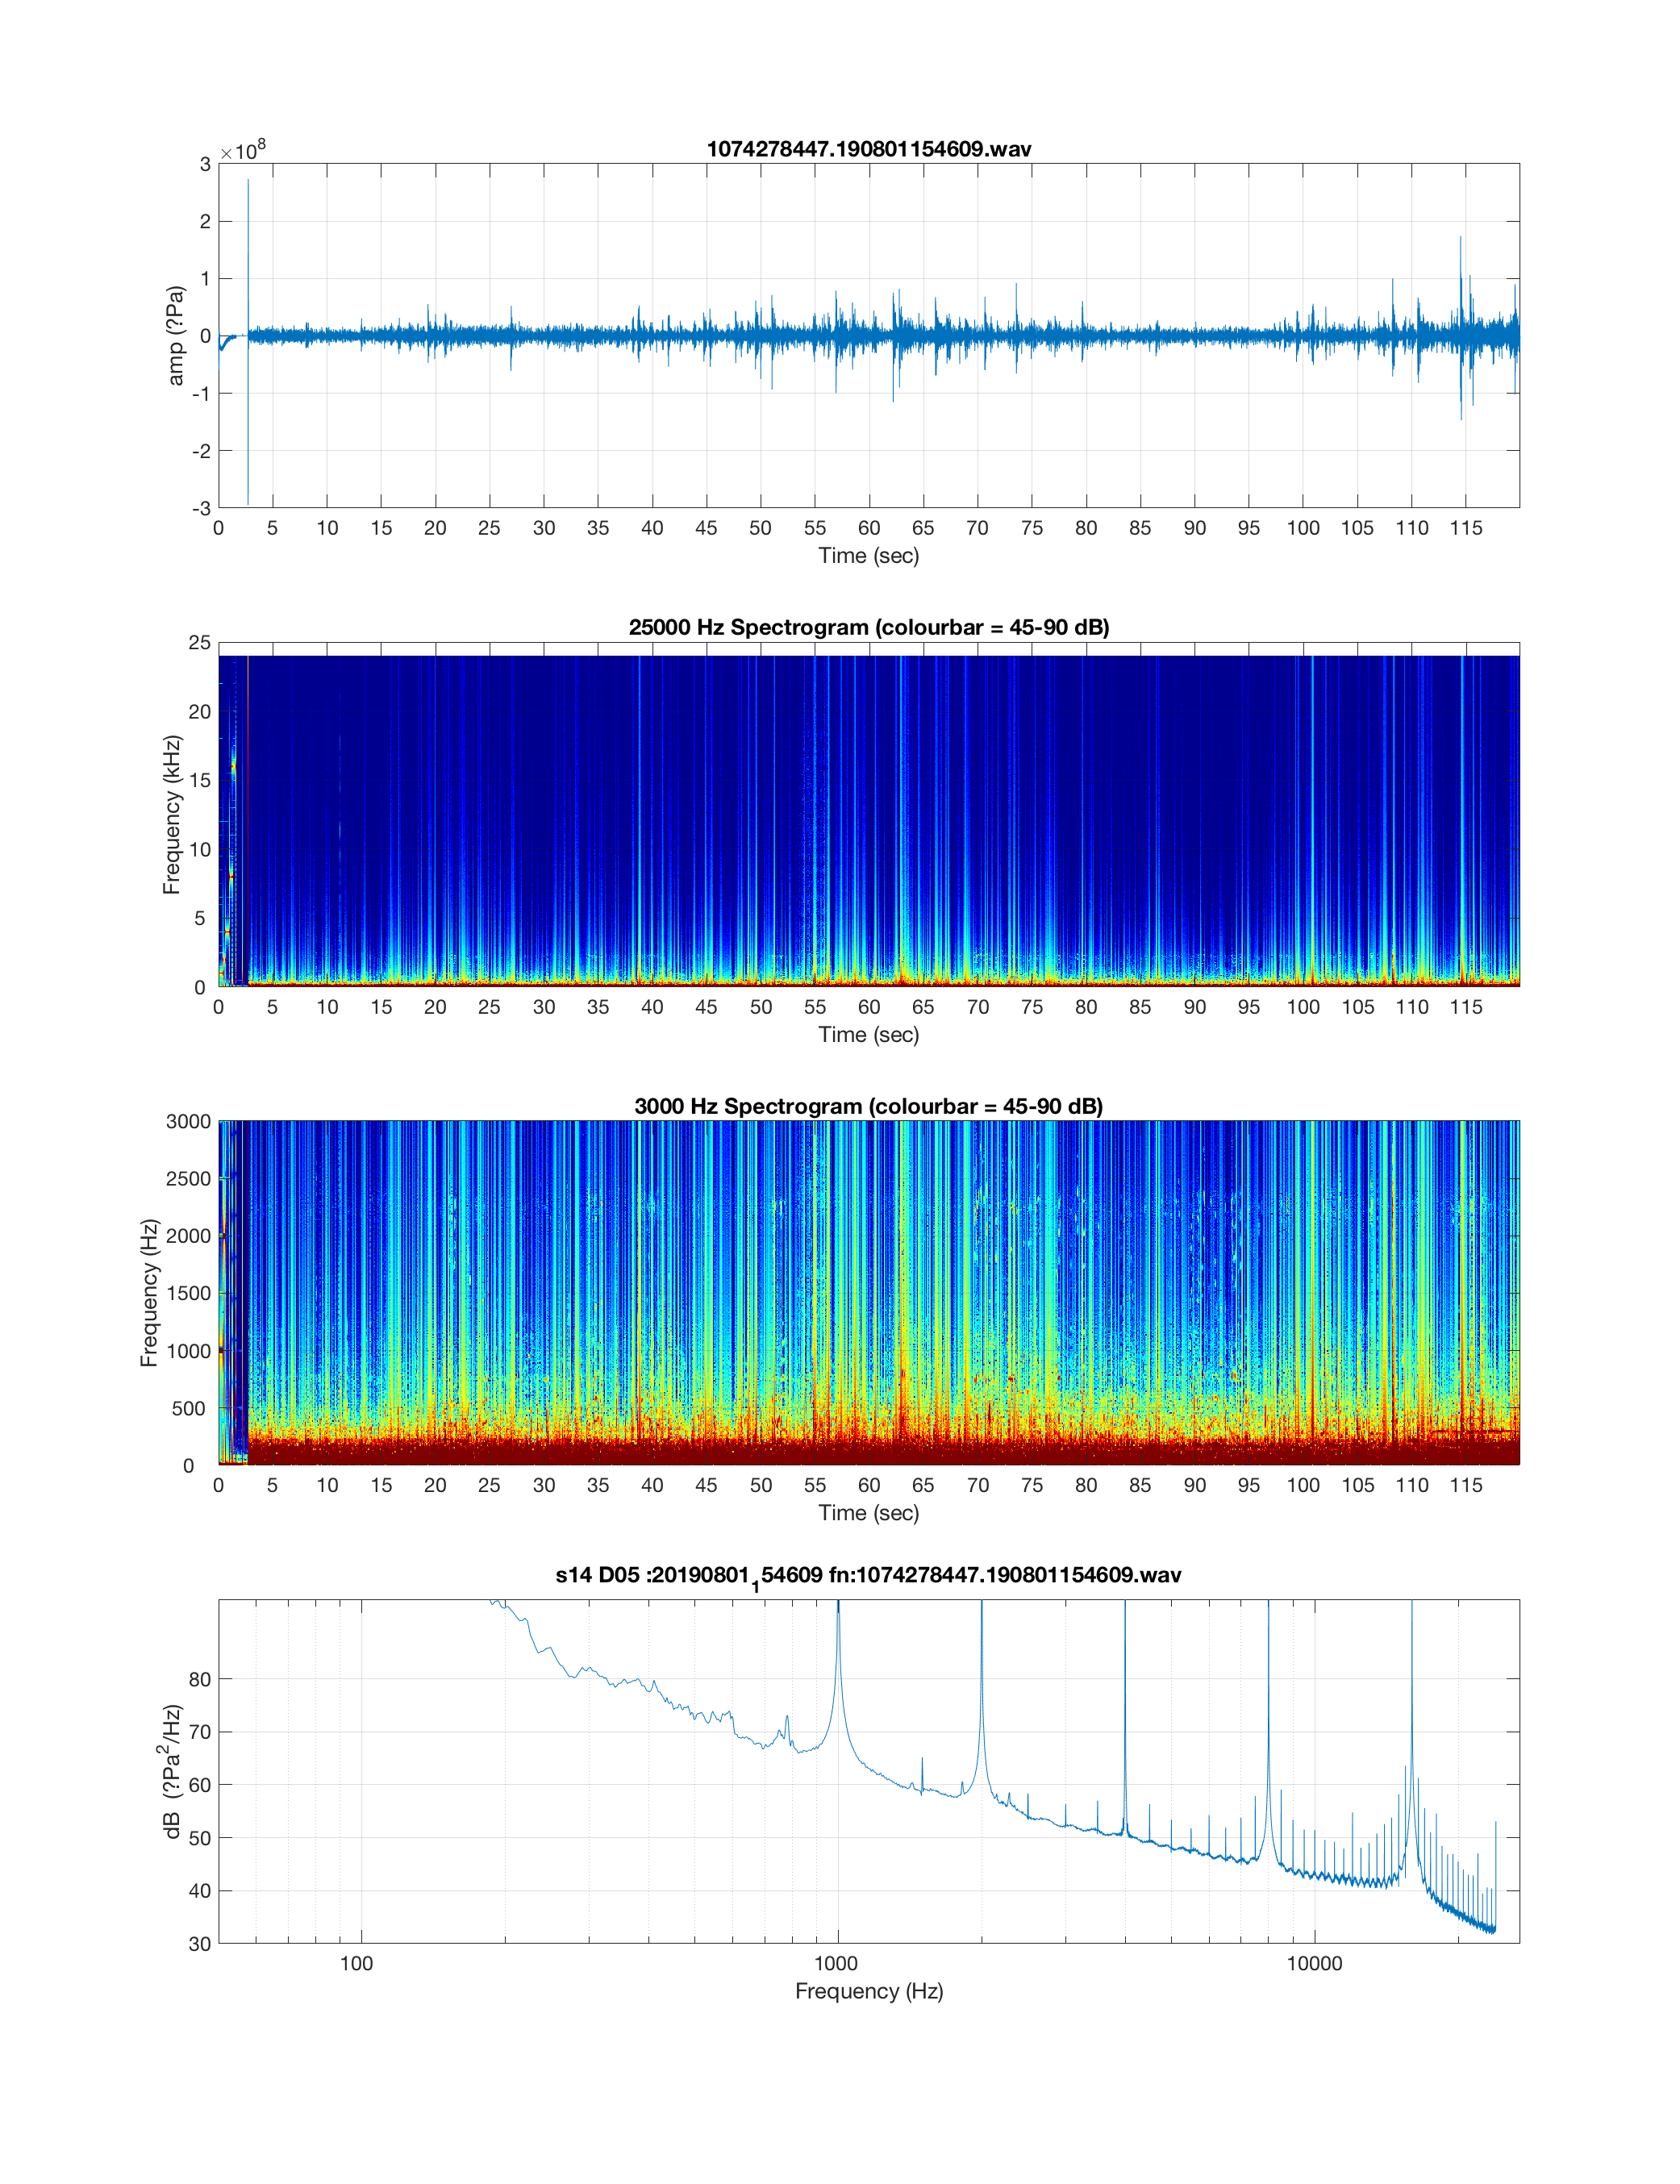 1074278447.190801154609.wav
×10^8
3
2
1
0
-1
-2
-3
amp (?Pa)
0 5 10 15 20 25 30 35 40 45 50 55 60 65 70 75 80 85 90 95 100 105 110 115
Time (sec)
25000 Hz Spectrogram (colourbar = 45-90 dB)
25
20
15
10
5
0
Frequency (kHz)
0 5 10 15 20 25 30 35 40 45 50 55 60 65 70 75 80 85 90 95 100 105 110 115
Time (sec)
3000 Hz Spectrogram (colourbar = 45-90 dB)
3000
2500
2000
1500
1000
500
0
Frequency (Hz)
0 5 10 15 20 25 30 35 40 45 50 55 60 65 70 75 80 85 90 95 100 105 110 115
Time (sec)
s14 D05 :20190801_154609 fn:1074278447.190801154609.wav
80
70
60
50
40
30
dB (?Pa^2/Hz)
100 1000 10000
Frequency (Hz)